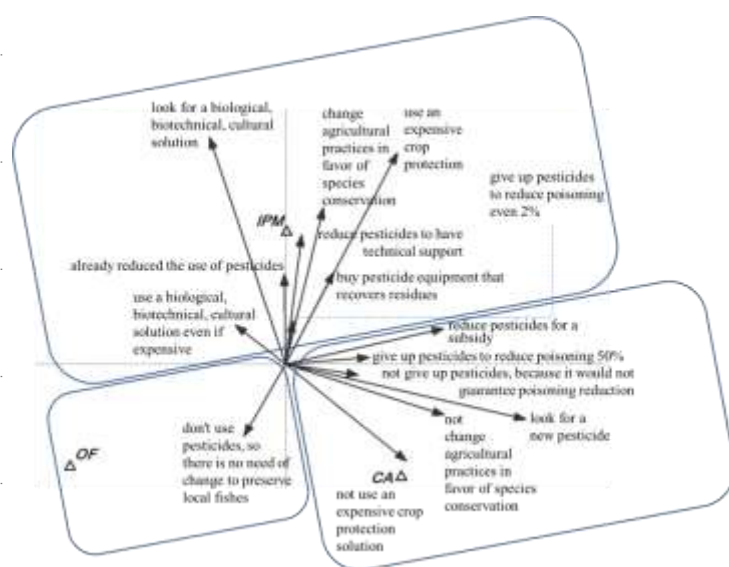 look for a biological,
biotechnical, cultural
solution
change
agricultural
practices in
favor of
species
conservation
use an
expensive
crop
protection
give up pesticides
to reduce poisoning
even 2%
IPM
reduce pesticides to have
technical support
already reduced the use of pesticides
buy pesticide equipment that
recovers residues
use a biological,
biotechnical, cultural
solution even if
expensive
reduce pesticides for a
subsidy
give up pesticides to reduce poisoning 50%
not give up pesticides, because it would not
guarantee poisoning reduction
don't use
pesticides, so
there is no need of
change to preserve
local fishes
OF
not
change
agricultural
practices in
favor of species
conservation
look for a
new pesticide
CA
not use an
expensive crop
protection
solution